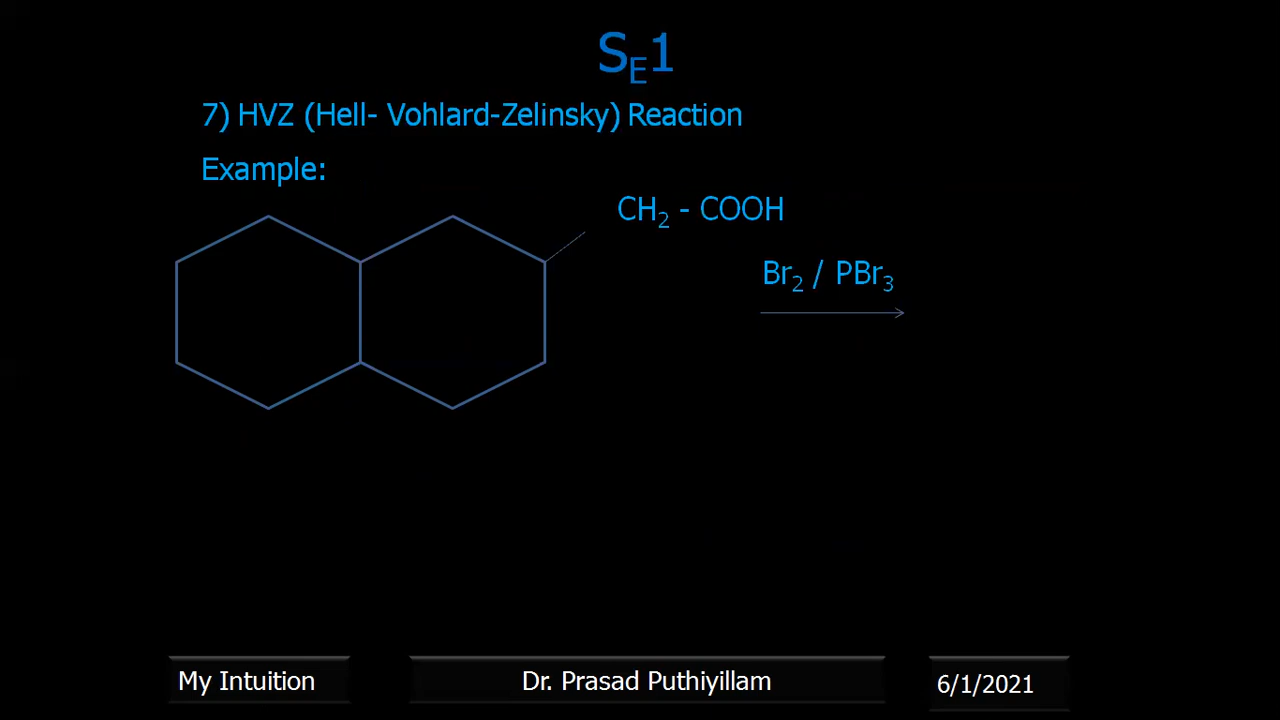 S_E1
7) HVZ (Hell- Vohlard-Zelinsky) Reaction
Example:
CH₂ - COOH
Br₂ / PBr₃
My Intuition
Dr. Prasad Puthiyillam
6/1/2021